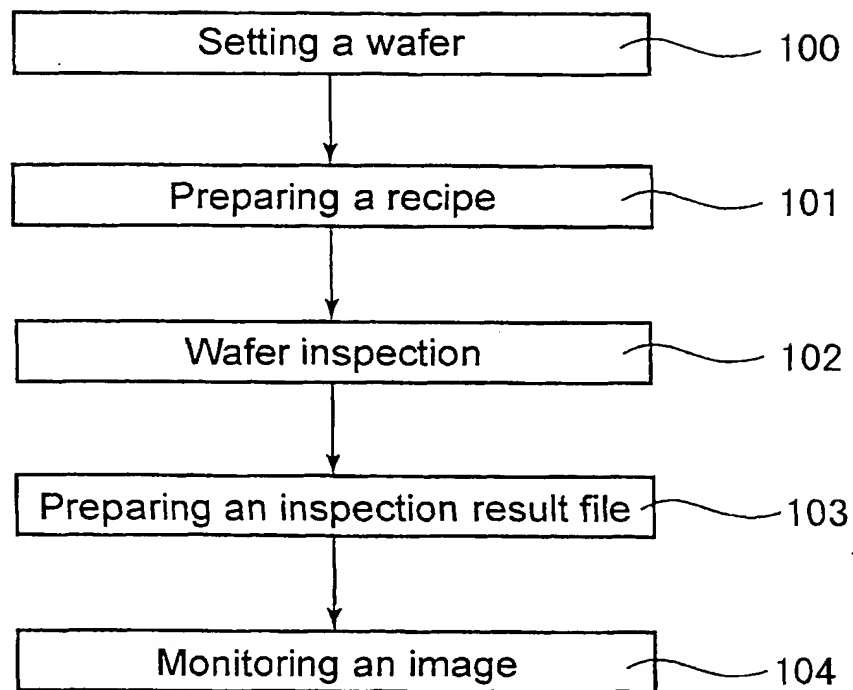 Setting a wafer 100
Preparing a recipe 101
Wafer inspection 102
Preparing an inspection result file 103
Monitoring an image 104